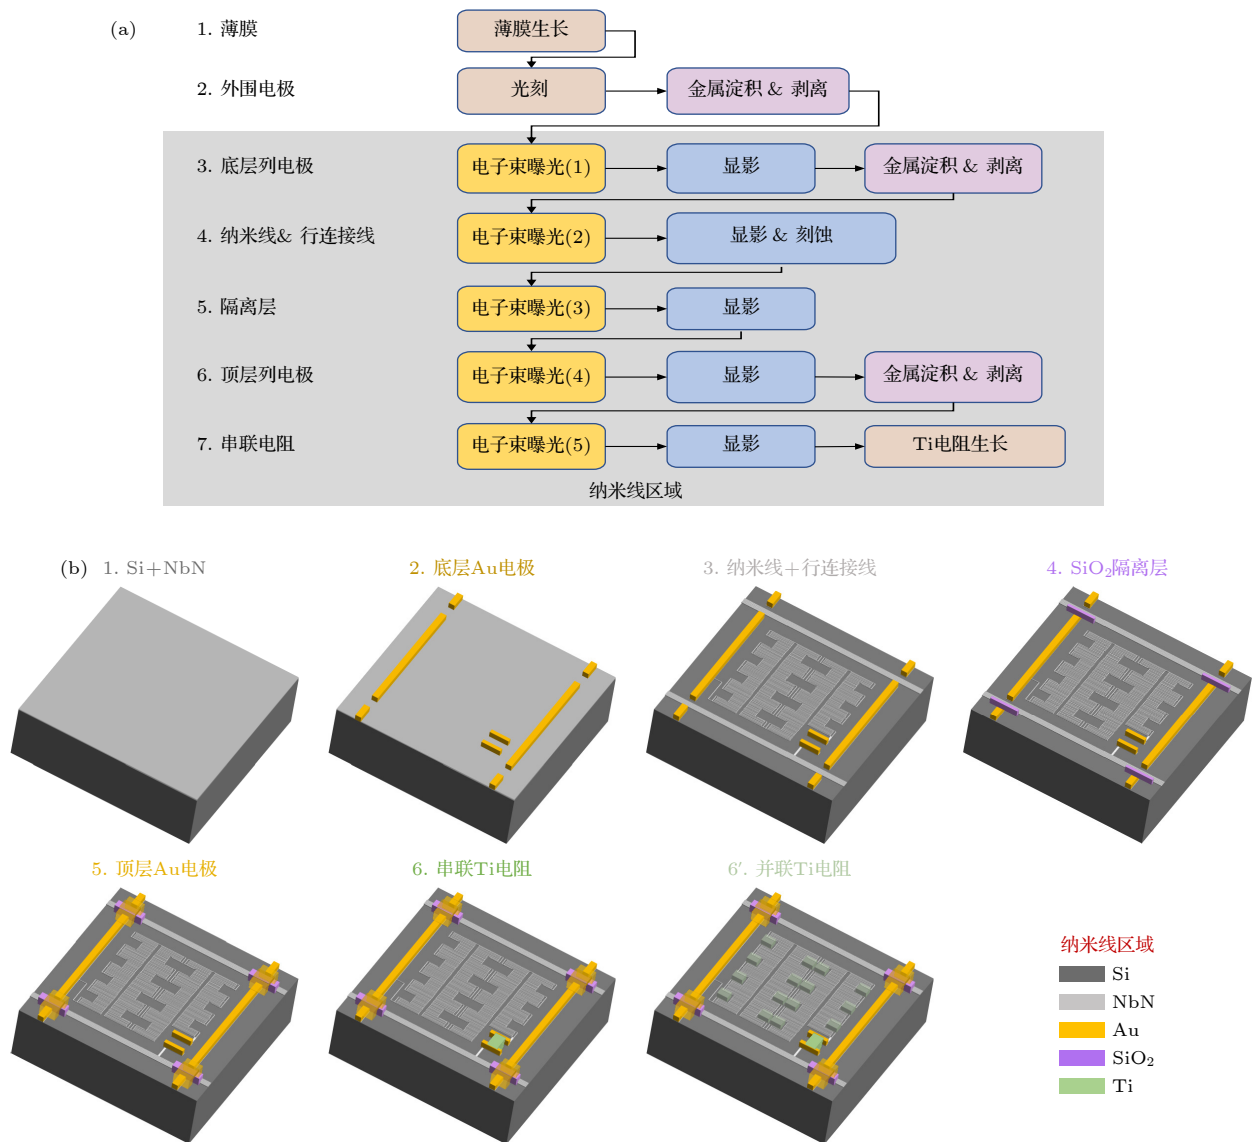 (a)
1. 薄膜
薄膜生长
2. 外围电极
光刻
金属淀积 & 剥离
3. 底层列电极
电子束曝光(1)
显影
金属淀积 & 剥离
4. 纳米线& 行连接线
电子束曝光(2)
显影 & 刻蚀
5. 隔离层
电子束曝光(3)
显影
6. 顶层列电极
电子束曝光(4)
显影
金属淀积 & 剥离
7. 串联电阻
电子束曝光(5)
显影
Ti电阻生长
纳米线区域
(b)
1. Si+NbN
2. 底层Au电极
3. 纳米线+行连接线
4. SiO₂隔离层
5. 顶层Au电极
6. 串联Ti电阻
6′. 并联Ti电阻
纳米线区域
Si
NbN
Au
SiO₂
Ti